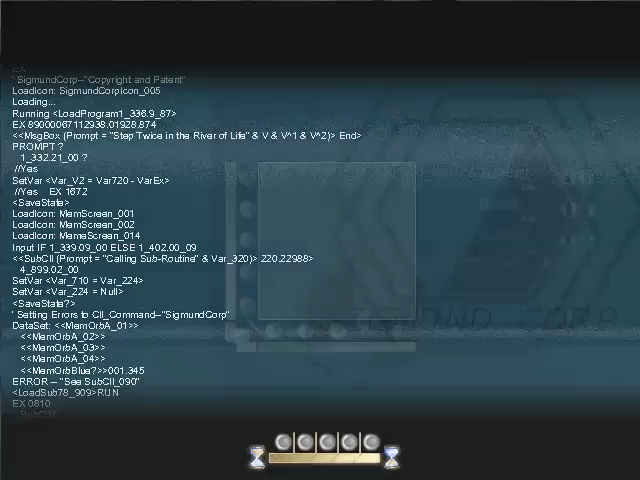 EX
' SigmundCorp--"Copyright and Patent"
LoadIcon: SigmundCorpIcon_005
Loading...
Running <LoadProgram1_336.9_87>
EX 89000067112938.01928.874
<<MsgBox (Prompt = "Step Twice in the River of Life" & V & V^1 & V^2)> End>
PROMPT ?
1_332.21_00 ?
//Yes
SetVar <Var_V2 = Var720 - VarEx>
//Yes EX 1672
<SaveState>
LoadIcon: MemScreen_001
LoadIcon: MemScreen_002
LoadIcon: MemeScreen_014
Input IF 1_339.09_00 ELSE 1_402.00_09
<<SubCll (Prompt = "Calling Sub-Routine" & Var_320)> 220.22988>
4_899.02_00
SetVar <Var_710 = Var_224>
SetVar <Var_224 = Null>
<SaveState?>
' Setting Errors to Cll_Command--"SigmundCorp"
DataSet: <<MemOrbA_01>>
<<MemOrbA_02>>
<<MemOrbA_03>>
<<MemOrbA_04>>
<<MemOrbBlue?>>001.345
ERROR -- "See SubCll_090"
<LoadSub78_909>RUN
EX 0810
SIGMUND CORP